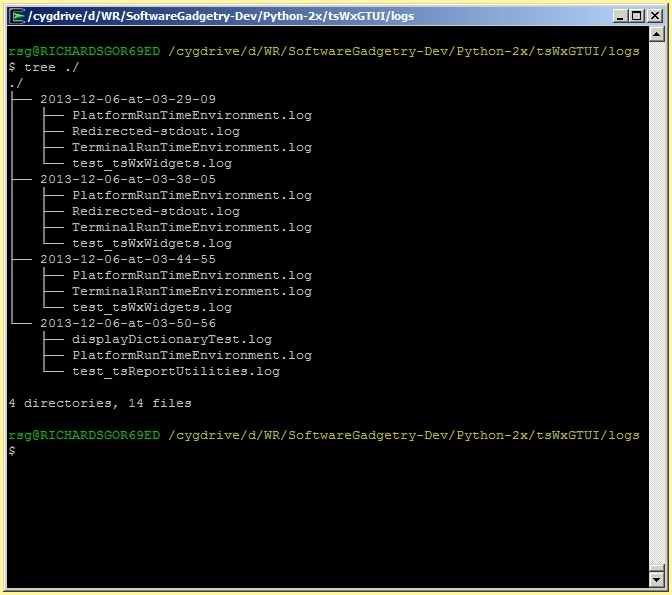 /cygdrive/d/WR/SoftwareGadgetry-Dev/Python-2x/tsWxGTUI/logs
rsg@RICHARDSGOR69ED /cygdrive/d/WR/SoftwareGadgetry-Dev/Python-2x/tsWxGTUI/logs
$ tree ./
./
├── 2013-12-06-at-03-29-09
│   ├── PlatformRunTimeEnvironment.log
│   ├── Redirected-stdout.log
│   ├── TerminalRunTimeEnvironment.log
│   └── test_tsWxWidgets.log
├── 2013-12-06-at-03-38-05
│   ├── PlatformRunTimeEnvironment.log
│   ├── Redirected-stdout.log
│   ├── TerminalRunTimeEnvironment.log
│   └── test_tsWxWidgets.log
├── 2013-12-06-at-03-44-55
│   ├── PlatformRunTimeEnvironment.log
│   ├── TerminalRunTimeEnvironment.log
│   └── test_tsWxWidgets.log
└── 2013-12-06-at-03-50-56
    ├── displayDictionaryTest.log
    ├── PlatformRunTimeEnvironment.log
    └── test_tsReportUtilities.log
4 directories, 14 files
rsg@RICHARDSGOR69ED /cygdrive/d/WR/SoftwareGadgetry-Dev/Python-2x/tsWxGTUI/logs
$